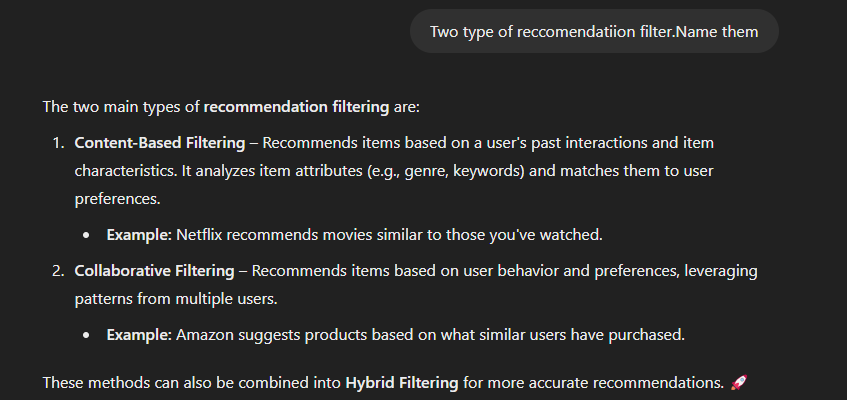 Two type of reccomendatiion filter.Name them
The two main types of recommendation filtering are:
1. Content-Based Filtering – Recommends items based on a user's past interactions and item
characteristics. It analyzes item attributes (e.g., genre, keywords) and matches them to user
preferences.
• Example: Netflix recommends movies similar to those you've watched.
2. Collaborative Filtering – Recommends items based on user behavior and preferences, leveraging
patterns from multiple users.
• Example: Amazon suggests products based on what similar users have purchased.
These methods can also be combined into Hybrid Filtering for more accurate recommendations. 🚀